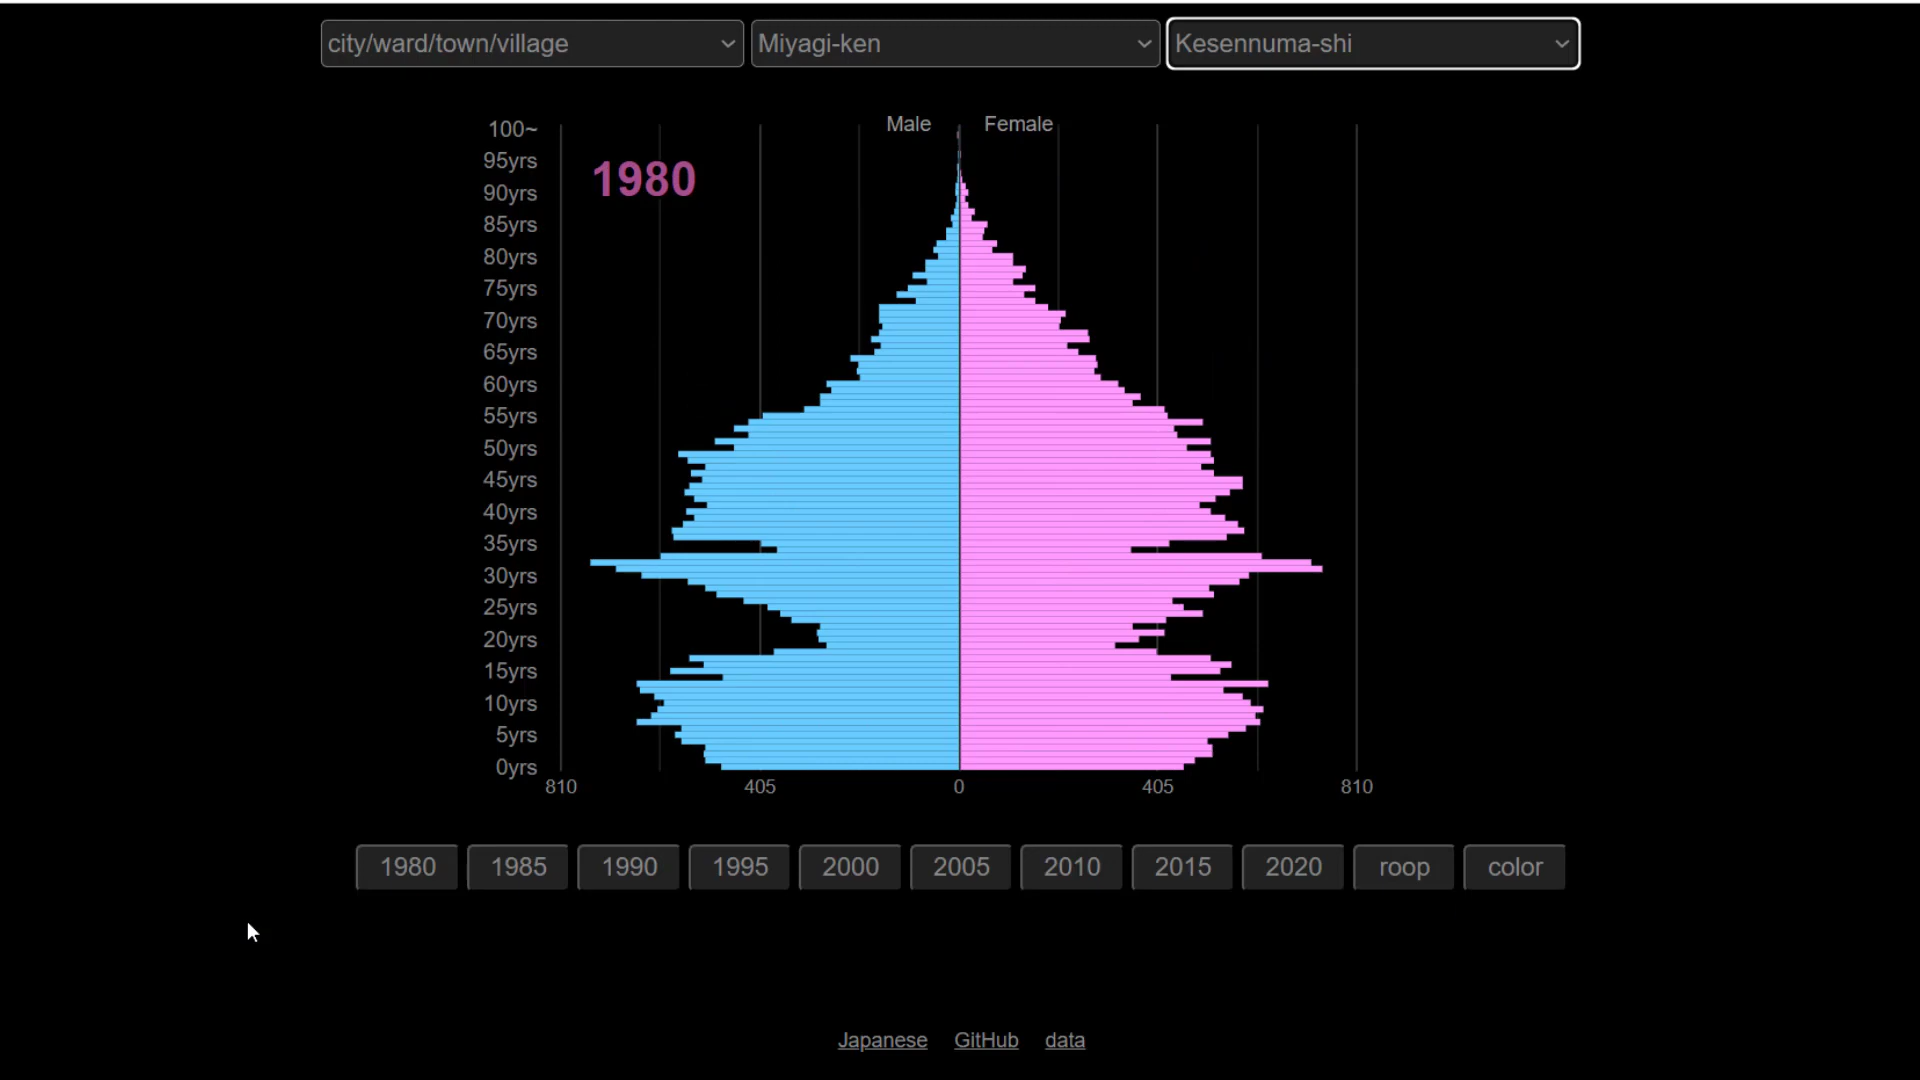 city/ward/town/village Miyagi-ken Kesennuma-shi
Male Female
1980
100~
95yrs
90yrs
85yrs
80yrs
75yrs
70yrs
65yrs
60yrs
55yrs
50yrs
45yrs
40yrs
35yrs
30yrs
25yrs
20yrs
15yrs
10yrs
5yrs
0yrs
810 405 0 405 810
1980 1985 1990 1995 2000 2005 2010 2015 2020 roop color
Japanese GitHub data